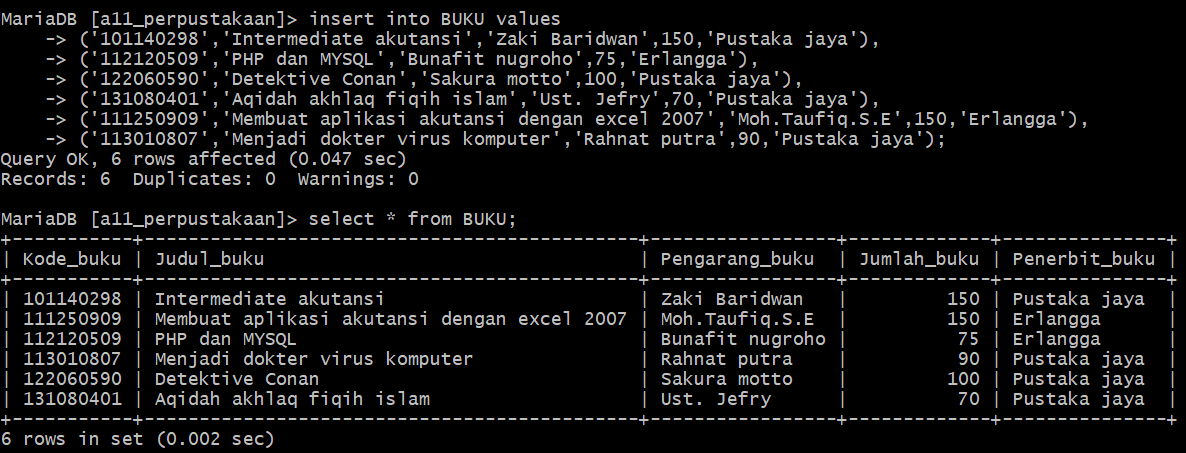 MariaDB [a11_perpustakaan]> insert into BUKU values
    -> ('101140298','Intermediate akutansi','Zaki Baridwan',150,'Pustaka jaya'),
    -> ('112120509','PHP dan MYSQL','Bunafit nugroho',75,'Erlangga'),
    -> ('122060590','Detektive Conan','Sakura motto',100,'Pustaka jaya'),
    -> ('131080401','Aqidah akhlaq fiqih islam','Ust. Jefry',70,'Pustaka jaya'),
    -> ('111250909','Membuat aplikasi akutansi dengan excel 2007','Moh.Taufiq.S.E',150,'Erlangga'),
    -> ('113010807','Menjadi dokter virus komputer','Rahnat putra',90,'Pustaka jaya');
Query OK, 6 rows affected (0.047 sec)
Records: 6  Duplicates: 0  Warnings: 0
MariaDB [a11_perpustakaan]> select * from BUKU;
+-----------+---------------------------------------------+-----------------+-------------+---------------+
| Kode_buku | Judul_buku                                  | Pengarang_buku  | Jumlah_buku | Penerbit_buku |
+-----------+---------------------------------------------+-----------------+-------------+---------------+
| 101140298 | Intermediate akutansi                       | Zaki Baridwan   |         150 | Pustaka jaya  |
| 111250909 | Membuat aplikasi akutansi dengan excel 2007 | Moh.Taufiq.S.E  |         150 | Erlangga      |
| 112120509 | PHP dan MYSQL                               | Bunafit nugroho |          75 | Erlangga      |
| 113010807 | Menjadi dokter virus komputer               | Rahnat putra    |          90 | Pustaka jaya  |
| 122060590 | Detektive Conan                             | Sakura motto    |         100 | Pustaka jaya  |
| 131080401 | Aqidah akhlaq fiqih islam                   | Ust. Jefry      |          70 | Pustaka jaya  |
+-----------+---------------------------------------------+-----------------+-------------+---------------+
6 rows in set (0.002 sec)